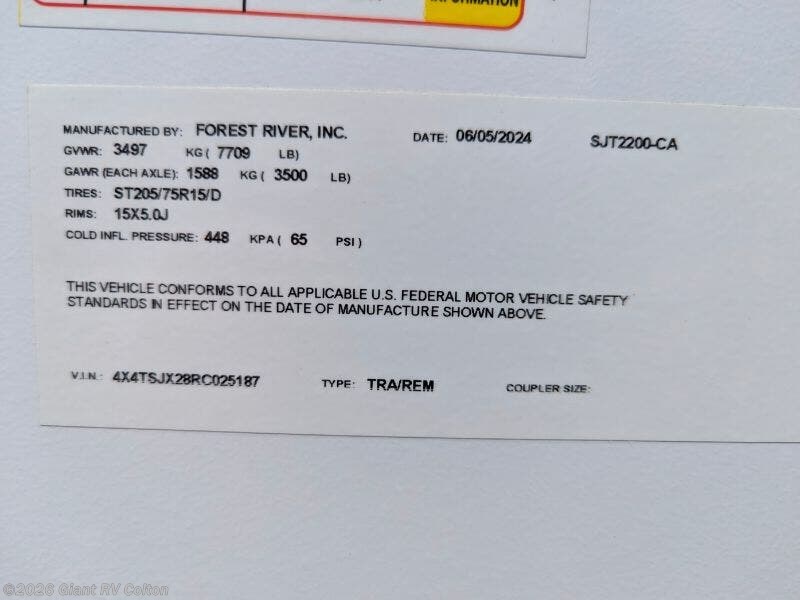 INFORMATION
MANUFACTURED BY: FOREST RIVER, INC. DATE: 06/05/2024 SJT2200-CA
GVWR: 3497 KG( 7709 LB)
GAWR (EACH AXLE): 1588 KG( 3500 LB)
TIRES: ST205/75R15/D
RIMS: 15X5.0J
COLD INFL. PRESSURE: 448 KPA( 65 PSI)
THIS VEHICLE CONFORMS TO ALL APPLICABLE U.S. FEDERAL MOTOR VEHICLE SAFETY
STANDARDS IN EFFECT ON THE DATE OF MANUFACTURE SHOWN ABOVE.
V.I.N.: 4X4TSJX28RC025187 TYPE: TRA/REM COUPLER SIZE:
©2026 Giant RV Colton